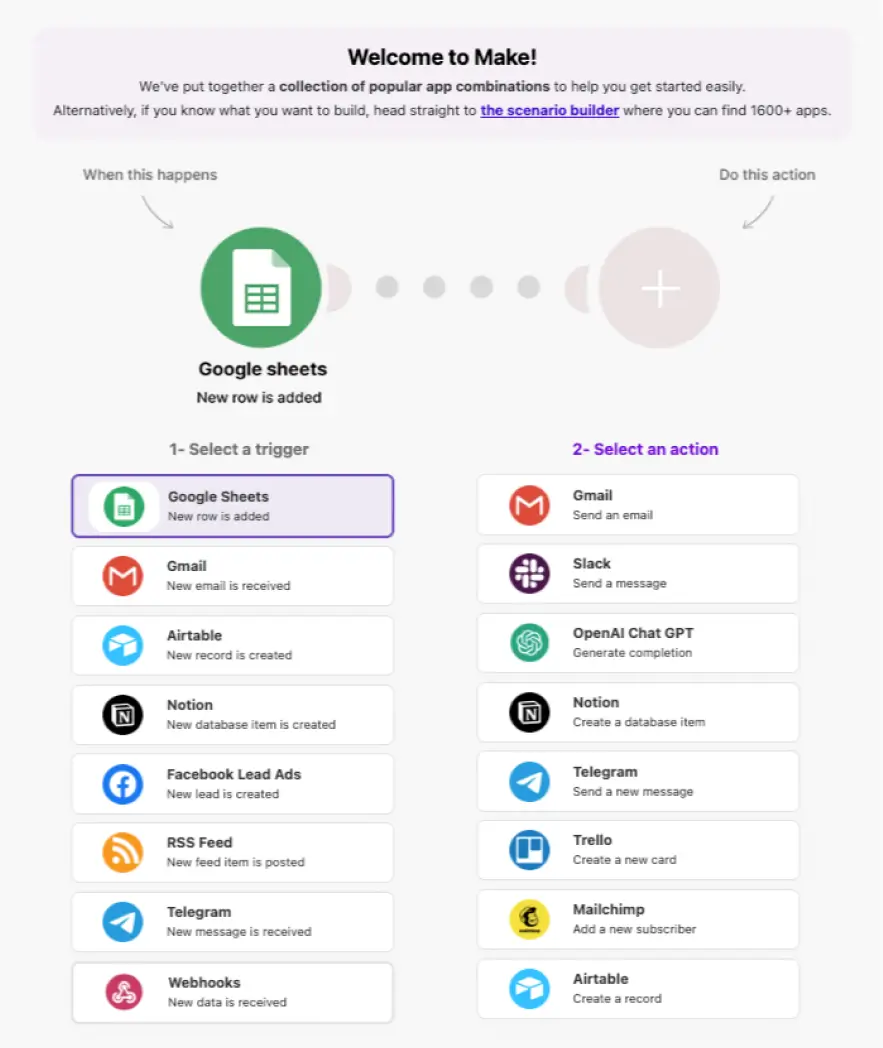 Welcome to Make!
We've put together a collection of popular app combinations to help you get started easily.
Alternatively, if you know what you want to build, head straight to the scenario builder where you can find 1600+ apps.
When this happens
Do this action
Google sheets
New row is added
1- Select a trigger
Google Sheets
New row is added
Gmail
New email is received
Airtable
New record is created
Notion
New database item is created
Facebook Lead Ads
New lead is created
RSS Feed
New feed item is posted
Telegram
New message is received
Webhooks
New data is received
2- Select an action
Gmail
Send an email
Slack
Send a message
OpenAI Chat GPT
Generate completion
Notion
Create a database item
Telegram
Send a new message
Trello
Create a new card
Mailchimp
Add a new subscriber
Airtable
Create a record